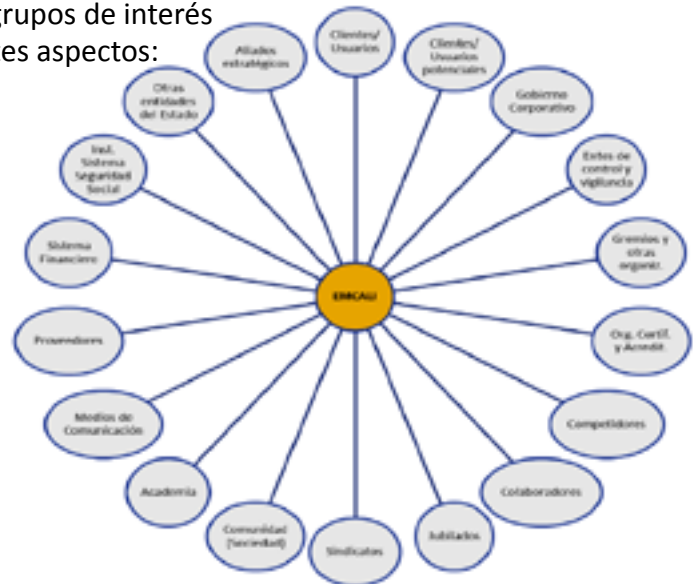 grupos de interés
tes aspectos:
Clientes/
Usuarios
Clientes/
Usuarios
potenciales
Gobierno
Corporativo
Entes de
control y
vigilancia
Gremios y
otras
organiz.
Org. Certif.
y Acredit.
Competidores
Colaboradores
Jubilados
Sindicatos
Comunidad
(Sociedad)
Academia
Medios de
Comunicación
Proveedores
Sistema
Financiero
Inst.
Sistema
Seguridad
Social
Otras
entidades
del Estado
Aliados
estratégicos
EMCALI